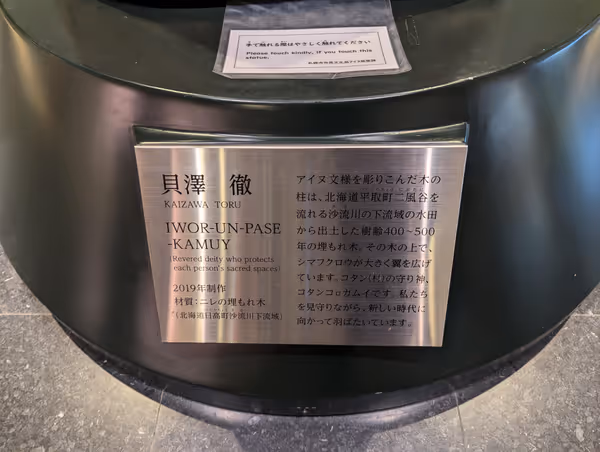 手で触れる際はやさしく触れてください
Please touch kindly, if you touch this
statue.
貝澤 徹
KAIZAWA TORU
IWOR-UN-PASE
-KAMUY
(Revered deity who protects
each person's sacred spaces)
2019年制作
材質:ニレの埋もれ木
(北海道日高町沙流川下流域)
アイヌ文様を彫りこんだ木の
柱は、北海道平取町二風谷を
流れる沙流川の下流域の水田
から出土した樹齢400~500
年の埋もれ木。その木の上で、
シマフクロウが大きく翼を広げ
ています。コタン(村)の守り神、
コタンコㇿカムイです。私たち
を見守りながら、新しい時代に
向かって羽ばたいています。